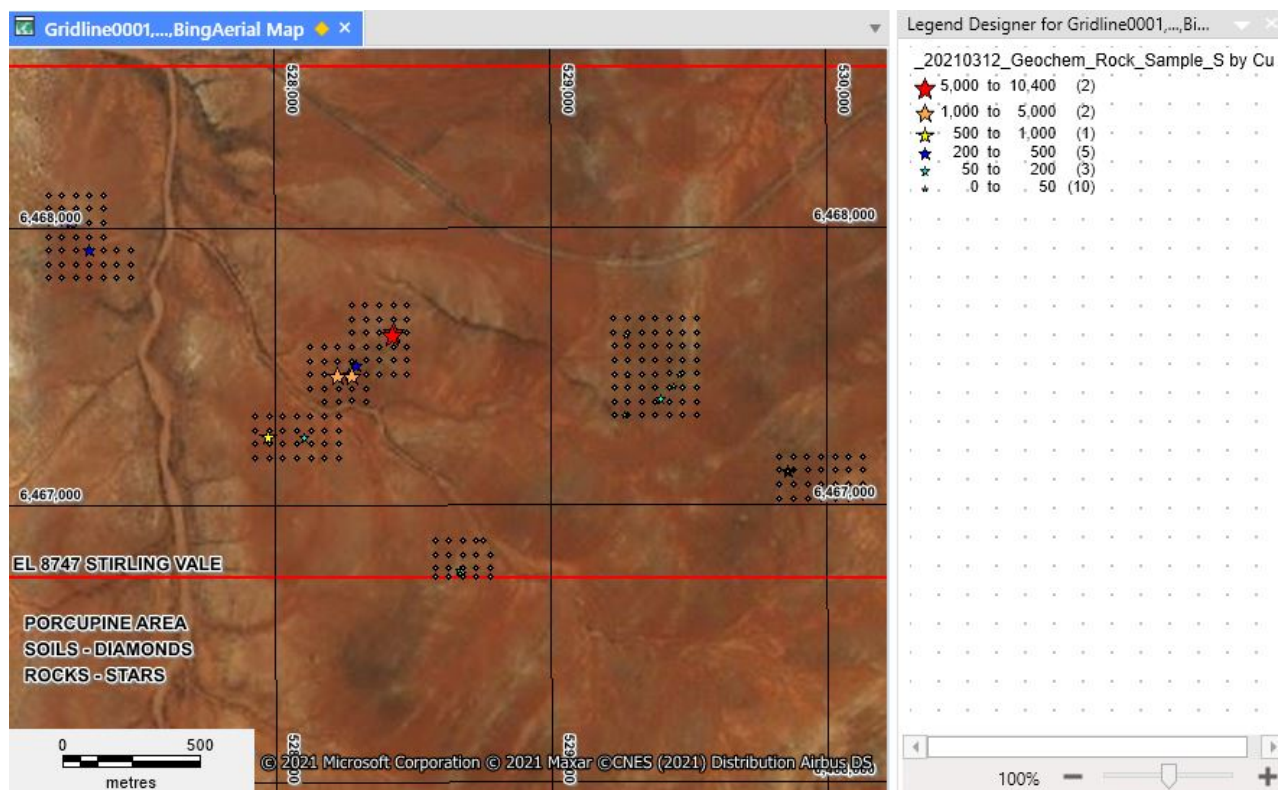 Gridline0001,...,BingAerial Map
528,000
529,000
530,000
6,468,000
6,468,000
6,467,000
6,467,000
EL 8747 STIRLING VALE
PORCUPINE AREA
SOILS - DIAMONDS
ROCKS - STARS
0 500
metres
528,000
529,000
© 2021 Microsoft Corporation © 2021 Maxar ©CNES (2021) Distribution Airbus DS
Legend Designer for Gridline0001,...,Bi...
_20210312_Geochem_Rock_Sample_S by Cu
5,000 to 10,400 (2)
1,000 to 5,000 (2)
500 to 1,000 (1)
200 to 500 (5)
50 to 200 (3)
0 to 50 (10)
100%